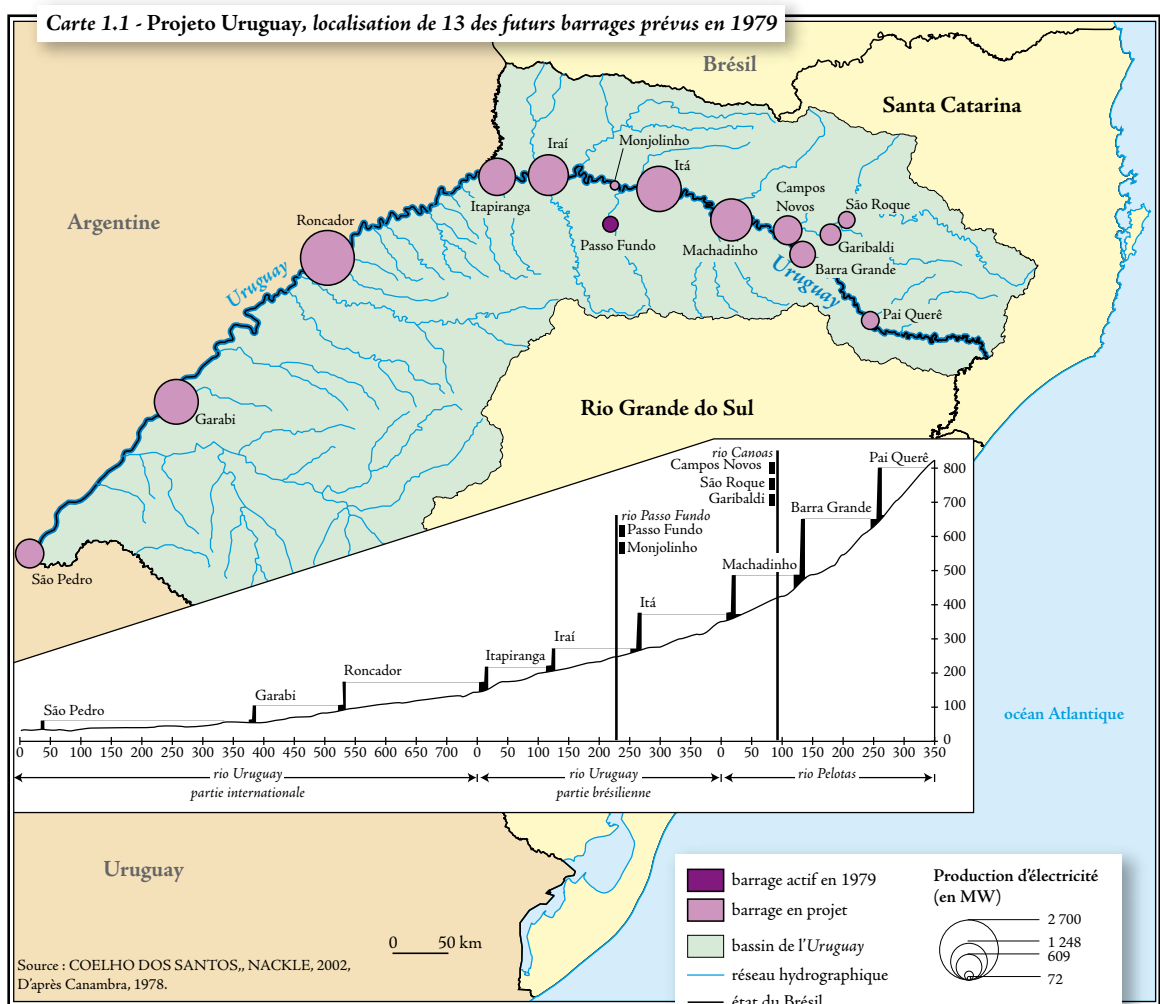 Carte 1.1 - Projeto Uruguay, localisation de 13 des futurs barrages prévus en 1979
Brésil
Santa Catarina
Argentine
Iraí
Monjolinho
Itá
Itapiranga
Campos
Novos
São Roque
Roncador
Passo Fundo
Machadinho
Garibaldi
Barra Grande
Uruguay
Uruguay
Pai Querê
Garabi
Rio Grande do Sul
São Pedro
rio Canoas
Campos Novos
São Roque
Garibaldi
Pai Querê
800
700
Barra Grande
rio Passo Fundo
Passo Fundo
Monjolinho
600
500
Machadinho
400
Itá
300
Iraí
Itapiranga
200
Roncador
Garabi
100
São Pedro
0
0 50 100 150 200 250 300 350 400 450 500 550 600 650 700 0 50 100 150 200 250 300 350 0 50 100 150 200 250 300 350
rio Uruguay rio Uruguay rio Pelotas
partie internationale partie brésilienne
océan Atlantique
Uruguay
0 50 km
Source : COELHO DOS SANTOS,, NACKLE, 2002,
D'après Canambra, 1978.
barrage actif en 1979
barrage en projet
bassin de l'Uruguay
réseau hydrographique
état du Brésil
Production d'électricité
(en MW)
2 700
1 248
609
72